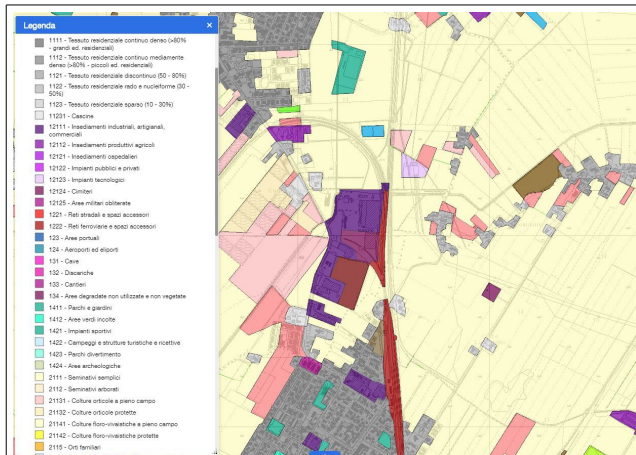 Legenda ×
1111 - Tessuto residenziale continuo denso (>80%
- grandi ed. residenziali)
1112 - Tessuto residenziale continuo mediamente
denso (>80% - piccoli ed. residenziali)
1121 - Tessuto residenziale discontinuo (50 - 80%)
1122 - Tessuto residenziale rado e nucleiforme (30 -
50%)
1123 - Tessuto residenziale sparso (10 - 30%)
11231 - Cascine
12111 - Insediamenti industriali, artigianali,
commerciali
12112 - Insediamenti produttivi agricoli
12121 - Insediamenti ospedalieri
12122 - Impianti pubblici e privati
12123 - Impianti tecnologici
12124 - Cimiteri
12125 - Aree militari obliterate
1221 - Reti stradali e spazi accessori
1222 - Reti ferroviarie e spazi accessori
123 - Aree portuali
124 - Aeroporti ed eliporti
131 - Cave
132 - Discariche
133 - Cantieri
134 - Aree degradate non utilizzate e non vegetate
1411 - Parchi e giardini
1412 - Aree verdi incolte
1421 - Impianti sportivi
1422 - Campeggi e strutture turistiche e ricettive
1423 - Parchi divertimento
1424 - Aree archeologiche
2111 - Seminativi semplici
2112 - Seminativi arborati
21131 - Colture orticole a pieno campo
21132 - Colture orticole protette
21141 - Colture floro-vivaistiche a pieno campo
21142 - Colture floro-vivaistiche protette
2115 - Orti familiari